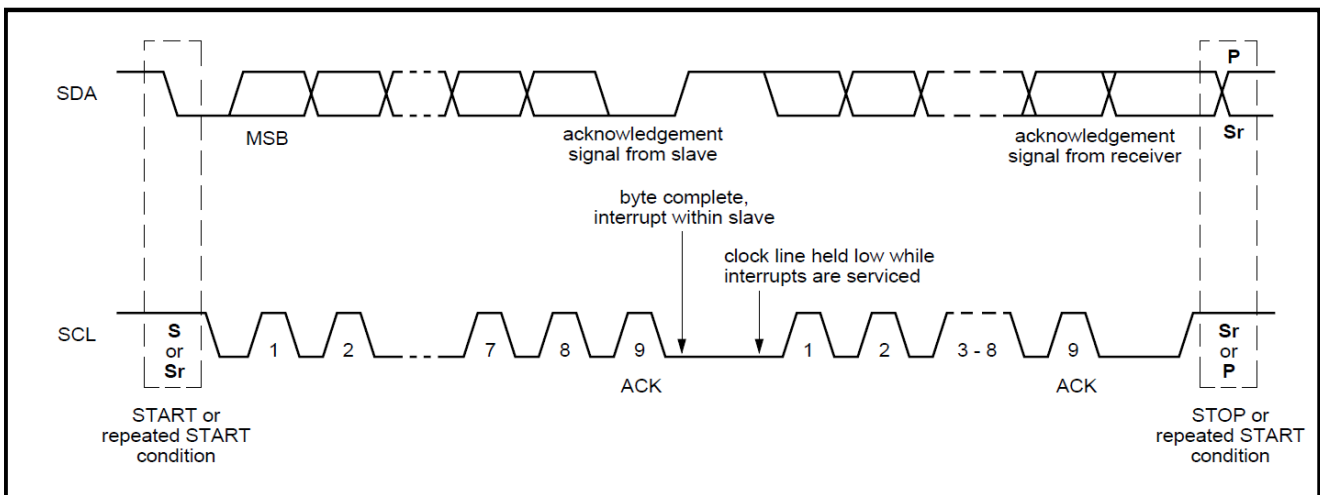 P
SDA
MSB
acknowledgement
signal from slave
acknowledgement
signal from receiver
Sr
byte complete,
interrupt within slave
clock line held low while
interrupts are serviced
SCL
S
or
Sr
1
2
7
8
9
1
2
3 - 8
9
Sr
or
P
ACK
ACK
START or
repeated START
condition
STOP or
repeated START
condition